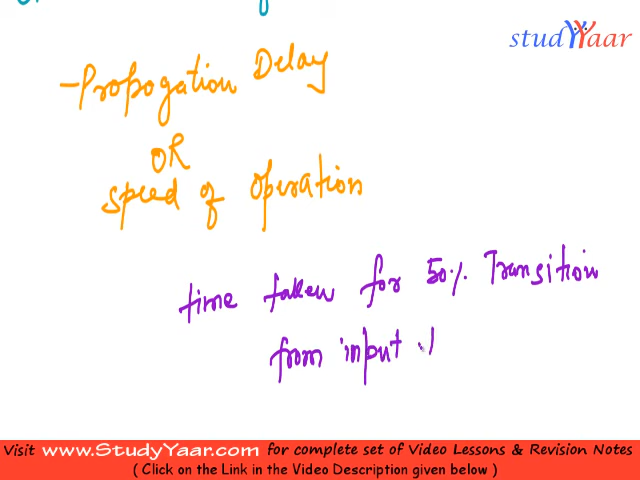 studYYaar
-Propogation Delay
OR
Speed of operation
time taken for 50% Transition
from input
Visit www.StudyYaar.com for complete set of Video Lessons & Revision Notes
( Click on the Link in the Video Description given below )